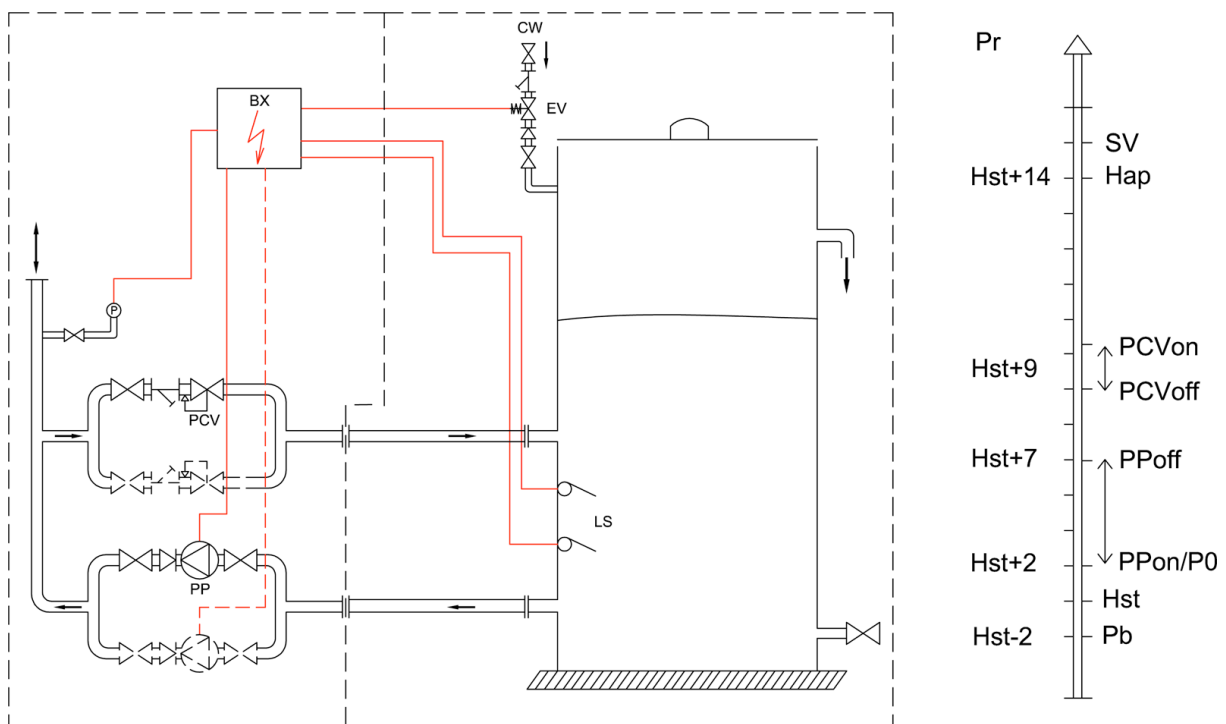 CW
BX
EV
P
PCV
LS
PP
Pr
SV
Hst+14 Hap
PCVon
Hst+9
PCVoff
Hst+7 PPoff
Hst+2 PPon/P0
Hst
Hst-2 Pb